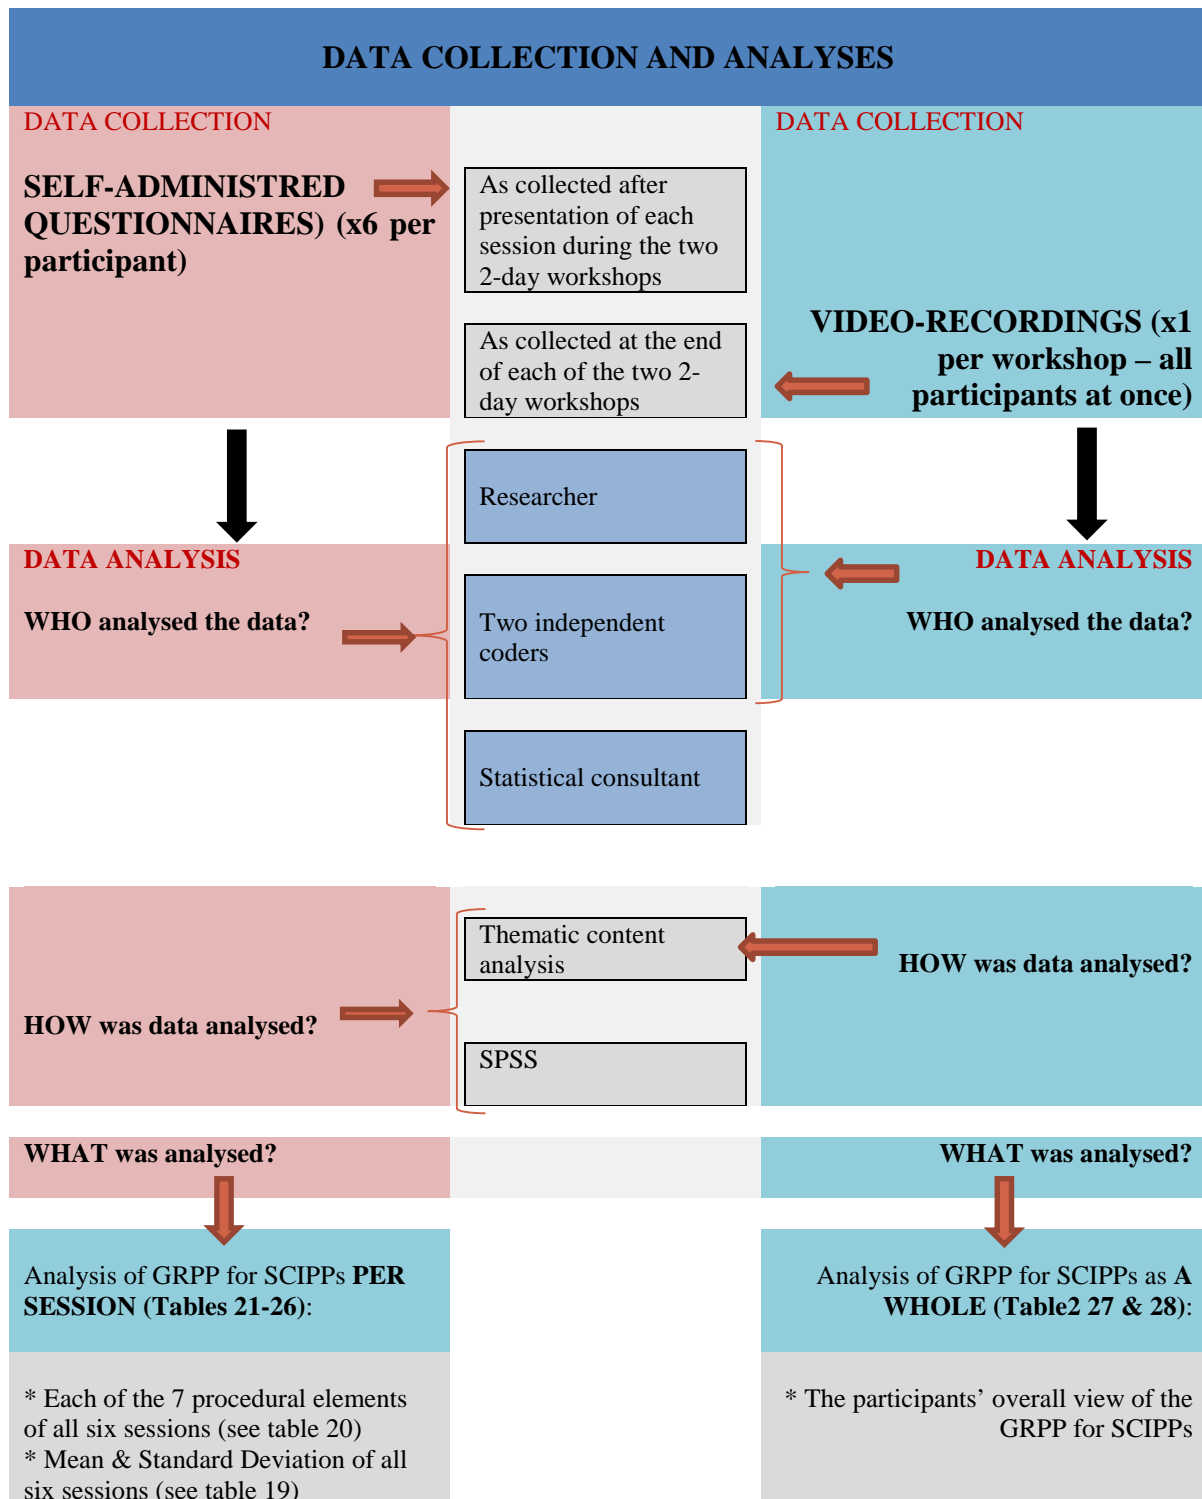 DATA COLLECTION AND ANALYSES
DATA COLLECTION
SELF-ADMINISTRED
QUESTIONNAIRES) (x6 per
participant)
As collected after
presentation of each
session during the two
2-day workshops
As collected at the end
of each of the two 2-
day workshops
DATA COLLECTION
VIDEO-RECORDINGS (x1
per workshop – all
participants at once)
DATA ANALYSIS
WHO analysed the data?
Researcher
Two independent
coders
Statistical consultant
DATA ANALYSIS
WHO analysed the data?
HOW was data analysed?
Thematic content
analysis
SPSS
HOW was data analysed?
WHAT was analysed?
WHAT was analysed?
Analysis of GRPP for SCIPPs PER
SESSION (Tables 21-26):
* Each of the 7 procedural elements
of all six sessions (see table 20)
* Mean & Standard Deviation of all
six sessions (see table 19)
Analysis of GRPP for SCIPPs as A
WHOLE (Table2 27 & 28):
* The participants’ overall view of the
GRPP for SCIPPs